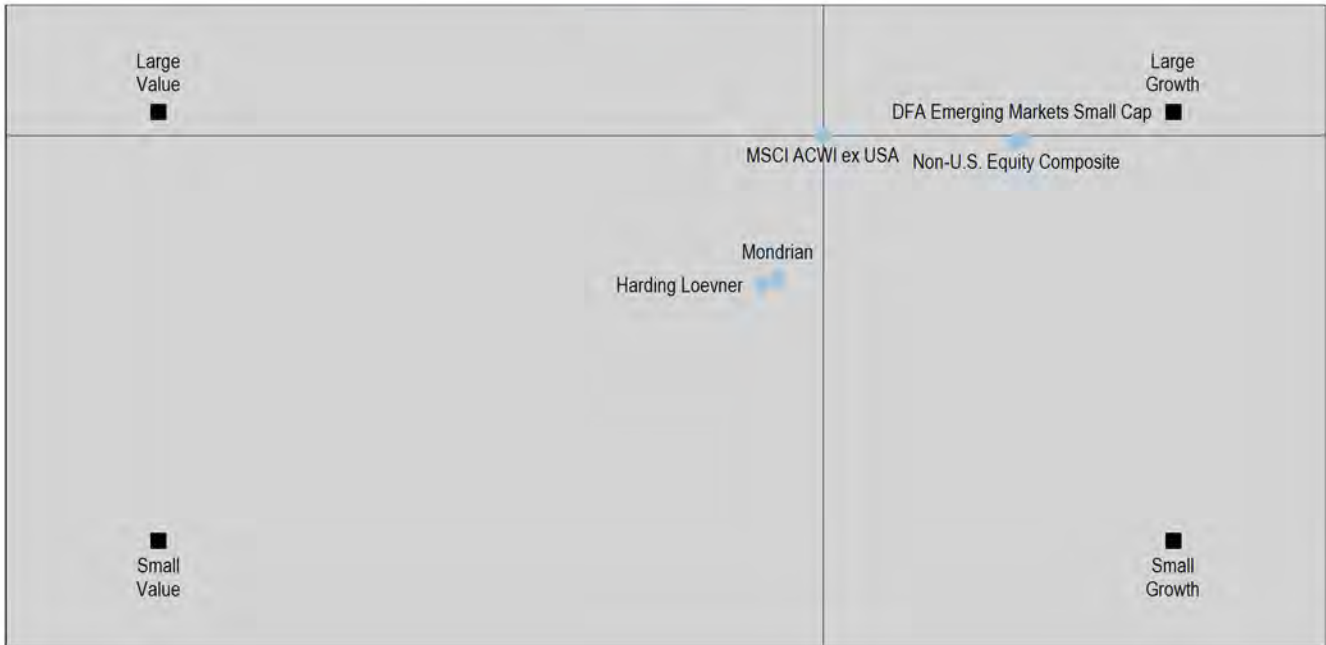 Large
Value
Large
Growth
DFA Emerging Markets Small Cap
MSCI ACWI ex USA
Non-U.S. Equity Composite
Mondrian
Harding Loevner
Small
Value
Small
Growth